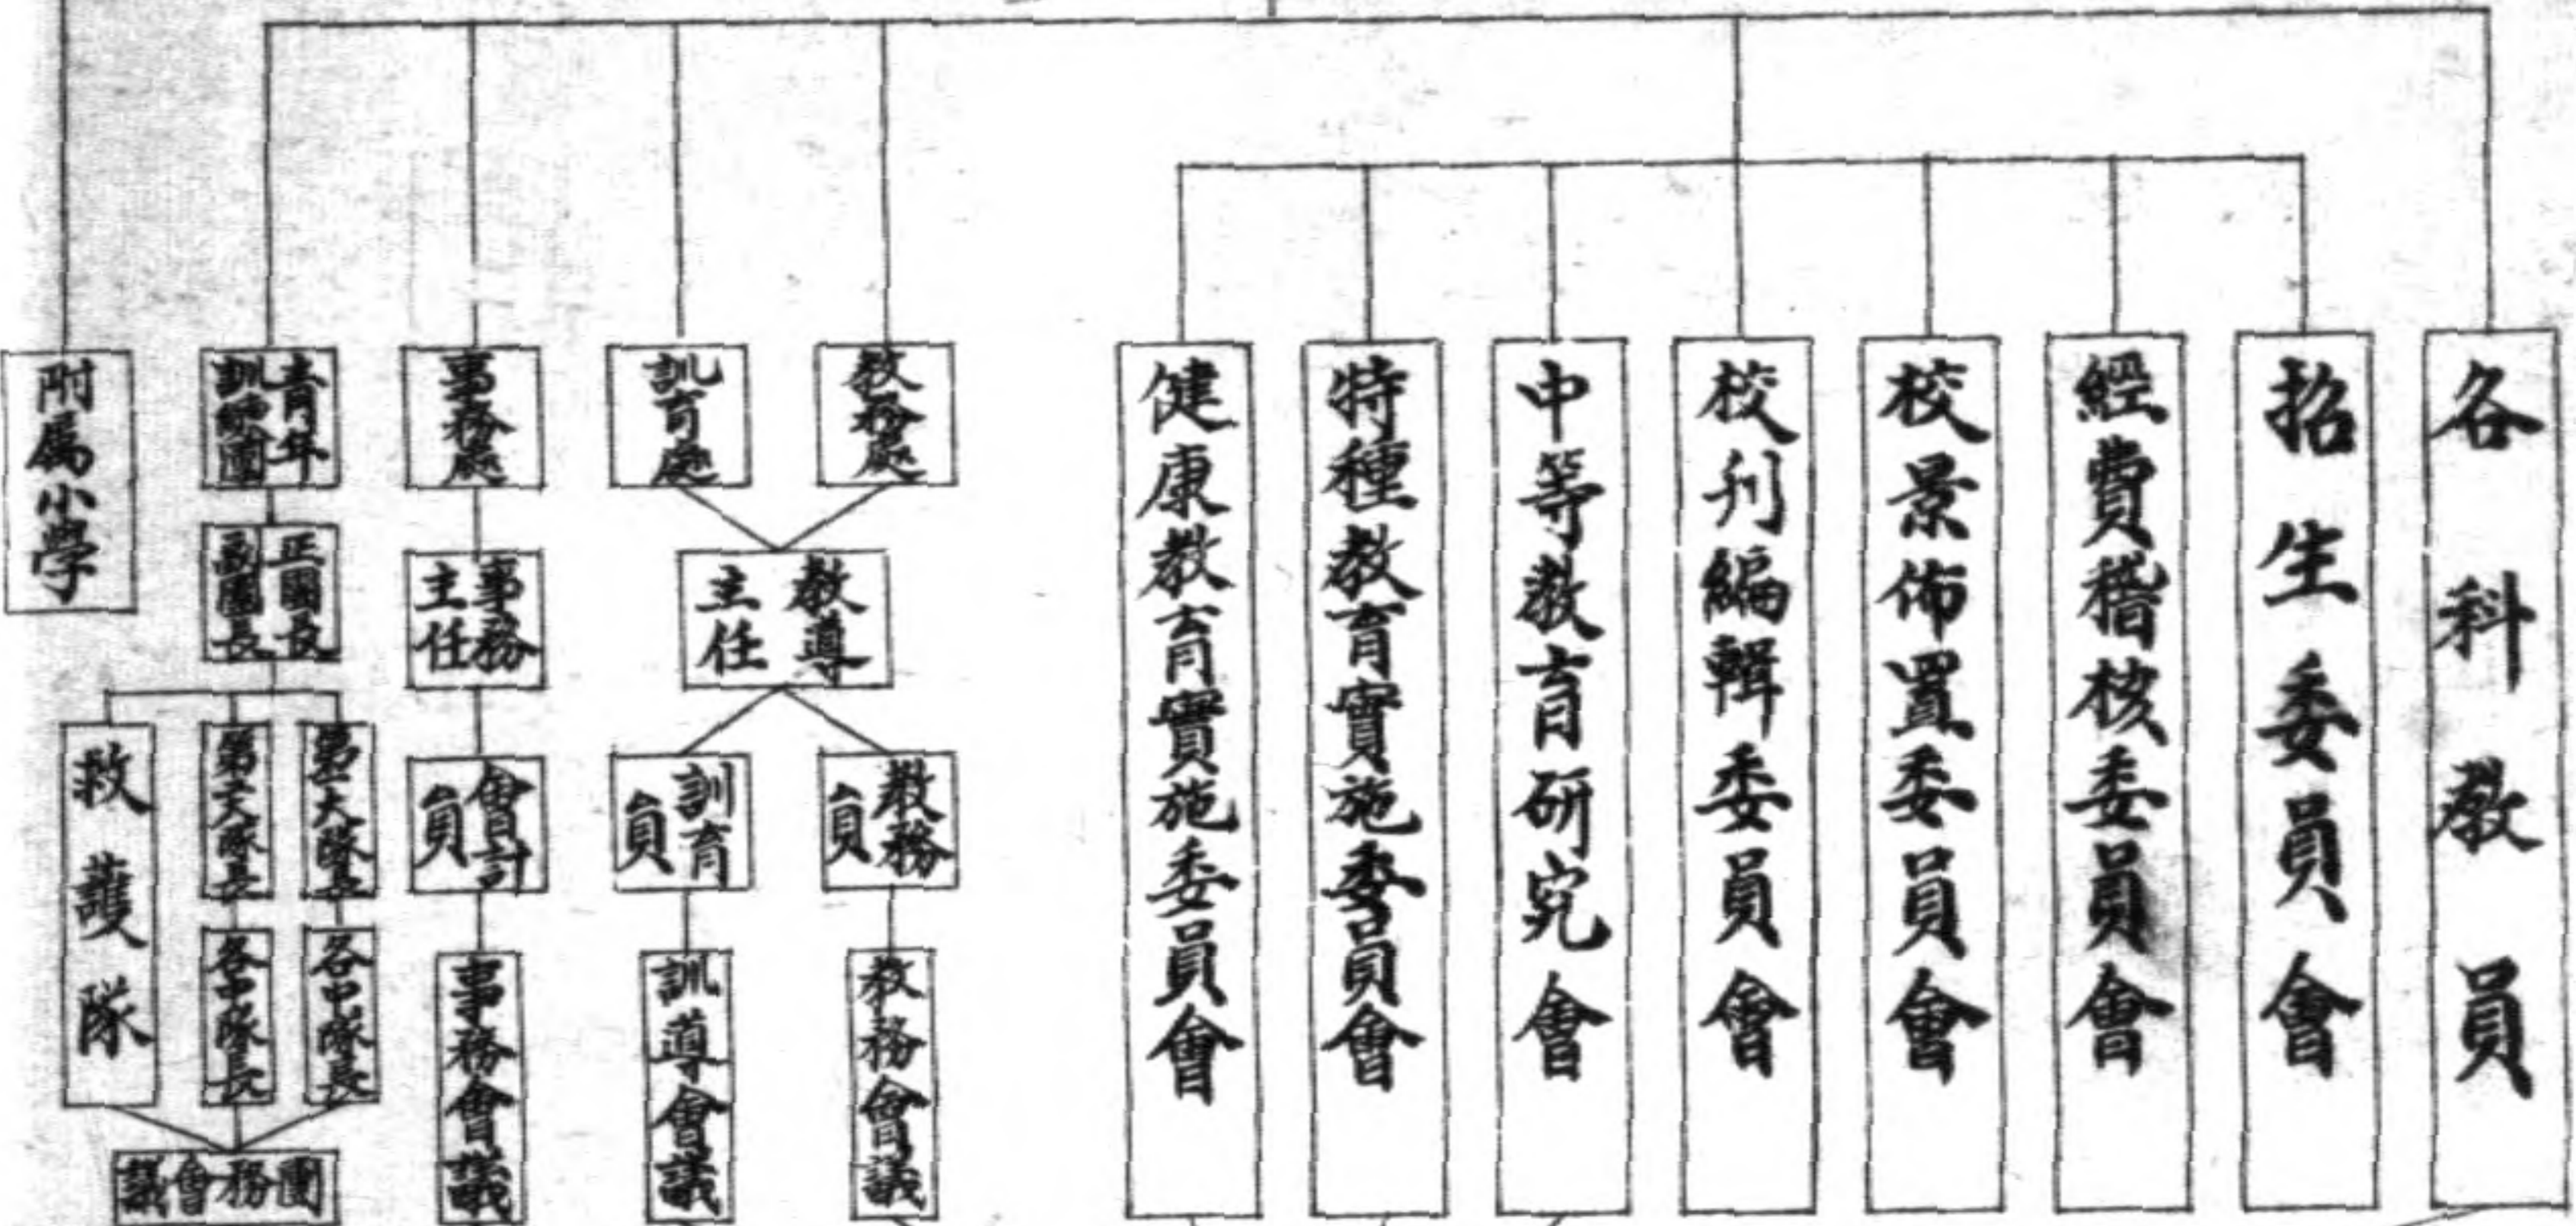 各科教員
招生委員會
經費稽核委員會
校景佈置委員會
校刊編輯委員會
中等教育研究會
特種教育實施委員會
健康教育實施委員會
教務處
訓育處
教導
主任
教務
員
訓育
員
教務會議
訓導會議
事務處
事務
主任
會計
員
事務會議
青年
訓練團
正團長
副團長
第一大隊長
第二大隊長
各中隊長
各中隊長
救護隊
團務會議
附属小學